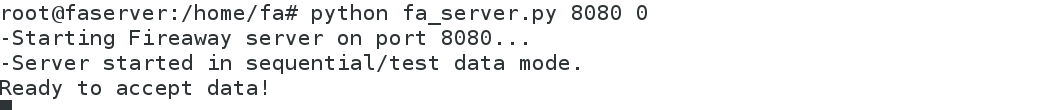 root@faserver:/home/fa# python fa_server.py 8080 0
-Starting Fireaway server on port 8080...
-Server started in sequential/test data mode.
Ready to accept data!